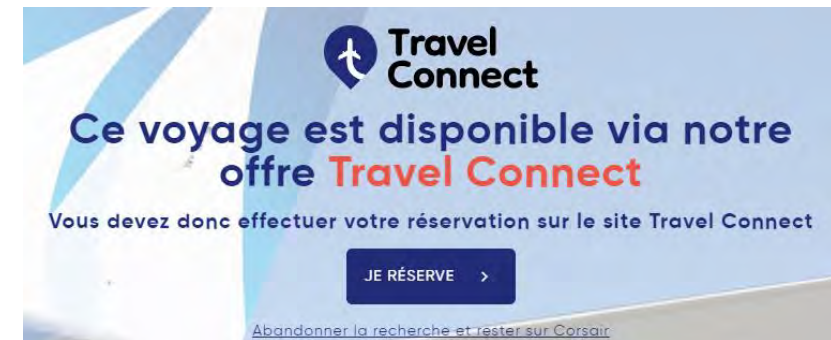 Travel
Connect
Ce voyage est disponible via notre
offre Travel Connect
Vous devez donc effectuer votre réservation sur le site Travel Connect
JE RÉSERVE >
Abandonner la recherche et rester sur Corsair